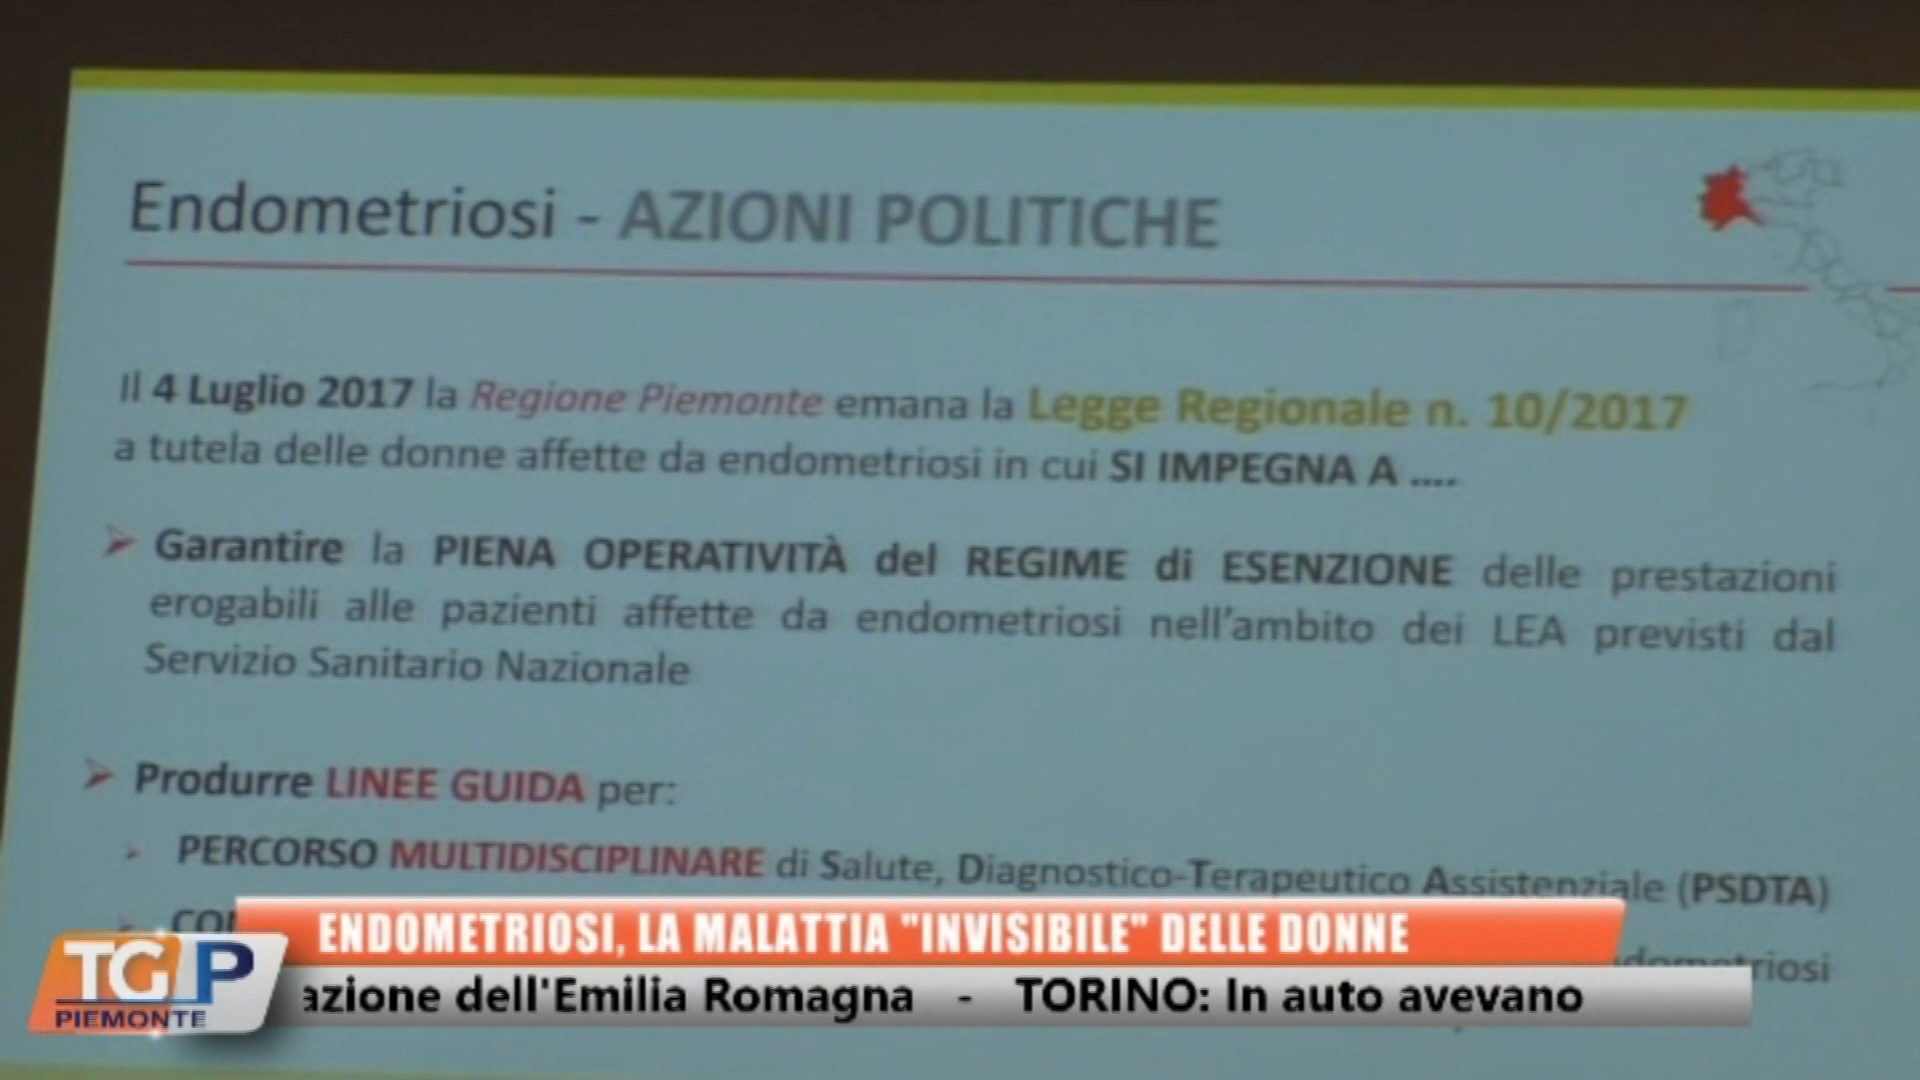 Endometriosi - AZIONI POLITICHE
Il 4 Luglio 2017 la Regione Piemonte emana la Legge Regionale n. 10/2017
a tutela delle donne affette da endometriosi in cui SI IMPEGNA A ....
Garantire la PIENA OPERATIVITÀ del REGIME di ESENZIONE delle prestazioni
erogabili alle pazienti affette da endometriosi nell'ambito dei LEA previsti dal
Servizio Sanitario Nazionale
Produrre LINEE GUIDA per:
PERCORSO MULTIDISCIPLINARE di Salute, Diagnostico-Terapeutico Assistenziale (PSDTA)
ENDOMETRIOSI, LA MALATTIA "INVISIBILE" DELLE DONNE
azione dell'Emilia Romagna - TORINO: In auto avevano
TGP
PIEMONTE